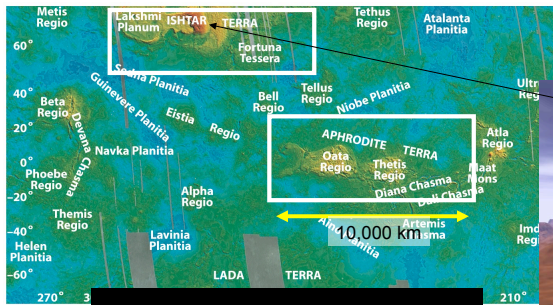 Metis
Regio
Lakshmi
Planum
ISHTAR
TERRA
Tethus
Regio
Atalanta
Planitia
60°
Fortuna
Tessera
Sedna Planitia
Guinevere Planitia
Bell
Regio
Tellus
Regio
Niobe Planitia
40°
Beta
Regio
Eistla
Regio
20°
Devana Chasma
APHRODITE
TERRA
Atla
Regio
Navka Planitia
Oata
Regio
Thetis
Regio
0°
Maat
Mons
Phoebe
Regio
Diana Chasma
Dali Chasma
-20°
Alpha
Regio
Themis
Regio
Artemis
10,000 km
-40°
Lavinia
Planitia
Helen
Planitia
-60°
LADA
TERRA
270°
210°